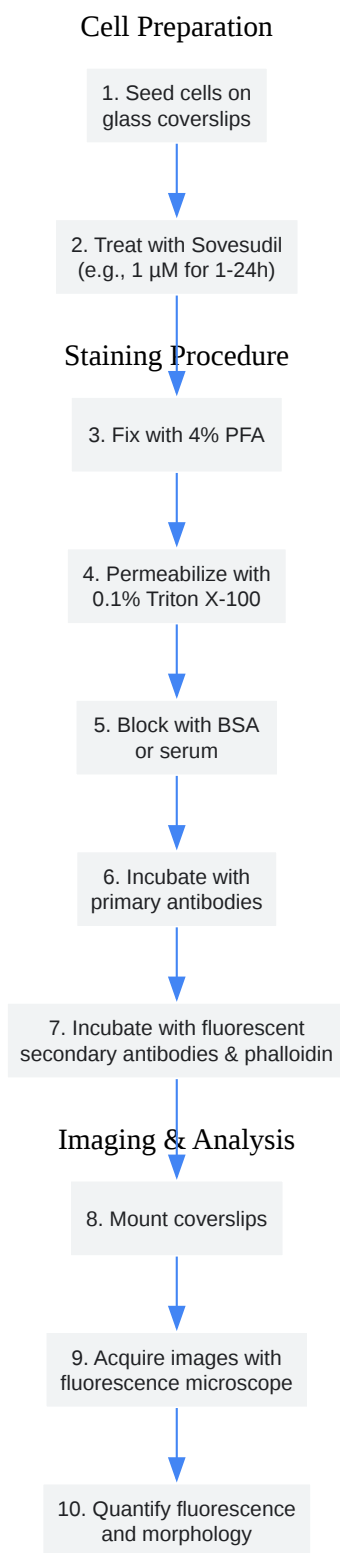 Cell Preparation
1. Seed cells on
glass coverslips
2. Treat with Sovesudil
(e.g., 1 µM for 1-24h)
Staining Procedure
3. Fix with 4% PFA
4. Permeabilize with
0.1% Triton X-100
5. Block with BSA
or serum
6. Incubate with
primary antibodies
7. Incubate with fluorescent
secondary antibodies & phalloidin
Imaging & Analysis
8. Mount coverslips
9. Acquire images with
fluorescence microscope
10. Quantify fluorescence
and morphology